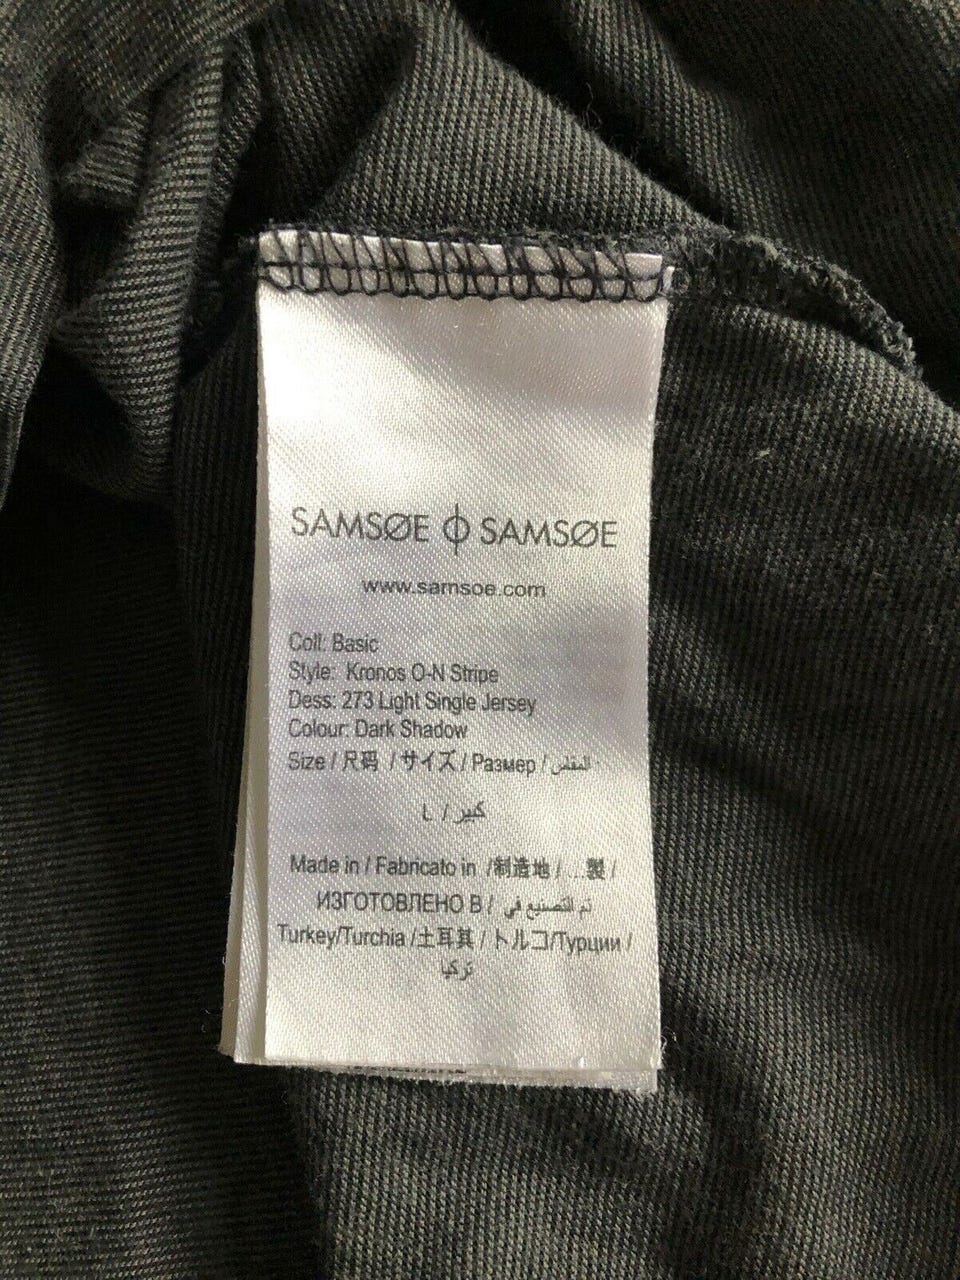 SAMSØE ϕ SAMSØE
www.samsoe.com
Coll: Basic
Style: Kronos O-N Stripe
Dess: 273 Light Single Jersey
Colour: Dark Shadow
Size / 尺码 / サイズ / Размер / المقاس
L / كبير
Made in / Fabricato in /制造地 / ...製 /
ИЗГОТОВЛЕНО В / تم التصنيع في
Turkey/Turchia /土耳其 / トルコ/Турции /
تركيا